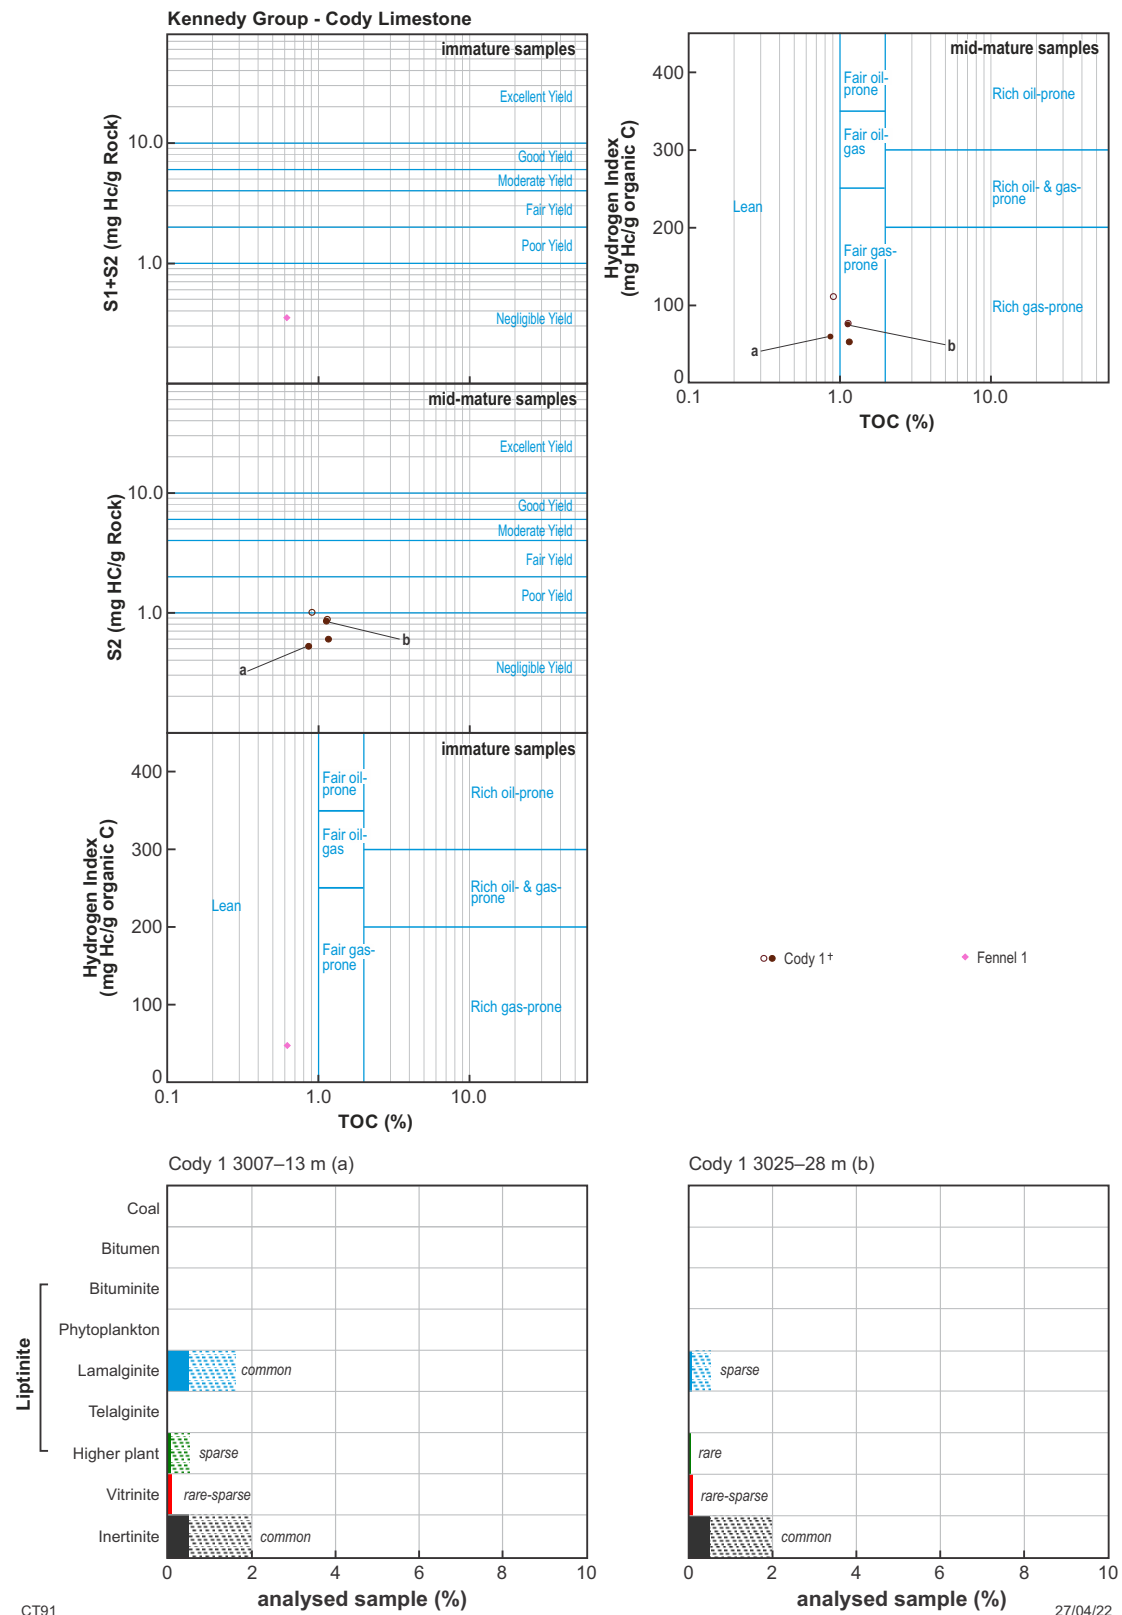 Kennedy Group - Cody Limestone
immature samples
Excellent Yield
10.0
Good Yield
Moderate Yield
Fair Yield
Poor Yield
1.0
Negligible Yield
S1+S2 (mg Hc/g Rock)
mid-mature samples
400
Fair oil-
prone
Rich oil-prone
300
Fair oil-
gas
Rich oil- & gas-
prone
Lean
200
Fair gas-
prone
100
Rich gas-prone
a
b
0
0.1
1.0
10.0
TOC (%)
Hydrogen Index
(mg Hc/g organic C)
mid-mature samples
Excellent Yield
10.0
Good Yield
Moderate Yield
Fair Yield
Poor Yield
1.0
b
a
Negligible Yield
S2 (mg HC/g Rock)
immature samples
400
Fair oil-
prone
Rich oil-prone
300
Fair oil-
gas
Rich oil- & gas-
prone
Lean
200
Fair gas-
prone
100
Rich gas-prone
0
0.1
1.0
10.0
TOC (%)
Hydrogen Index
(mg Hc/g organic C)
Cody 1†
Fennel 1
Cody 1 3007–13 m (a)
Coal
Bitumen
Bituminite
Phytoplankton
Lamalginite
common
Telalginite
Higher plant
sparse
Vitrinite
rare-sparse
Inertinite
common
Liptinite
0
2
4
6
8
10
analysed sample (%)
Cody 1 3025–28 m (b)
sparse
rare
rare-sparse
common
0
2
4
6
8
10
analysed sample (%)
CT91
27/04/22